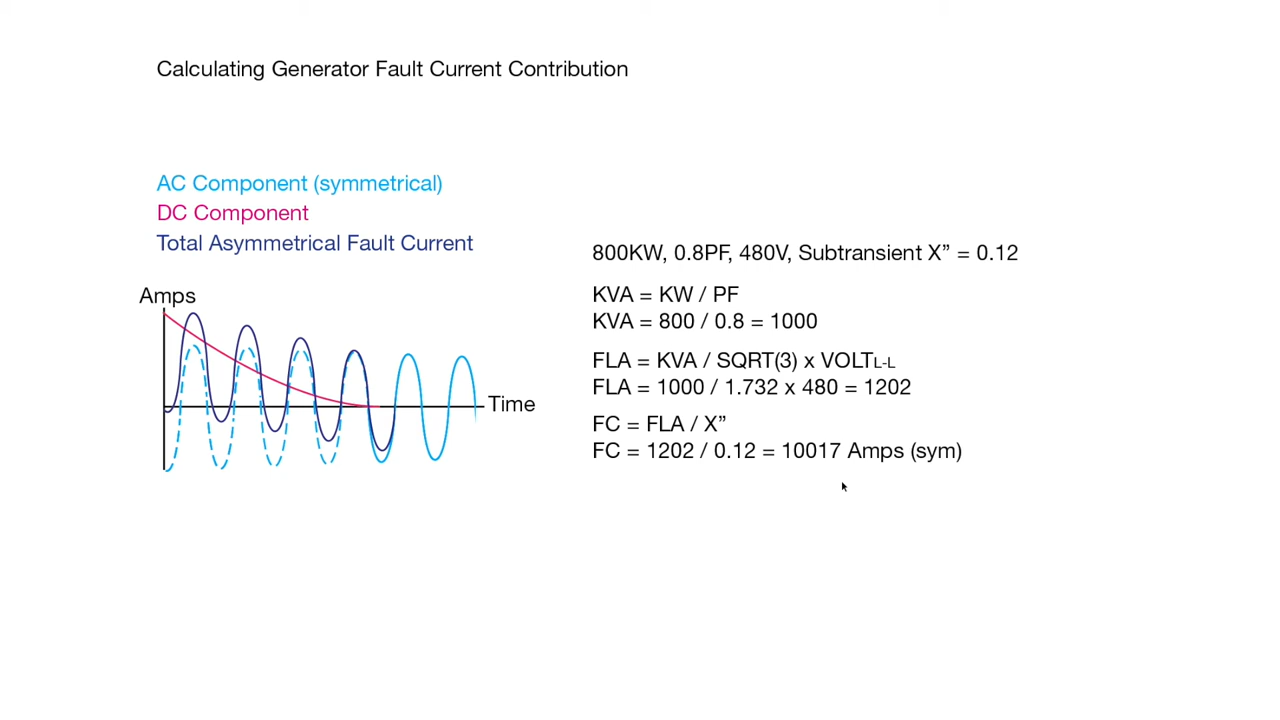 Calculating Generator Fault Current Contribution
AC Component (symmetrical)
DC Component
Total Asymmetrical Fault Current
Amps
Time
800KW, 0.8PF, 480V, Subtransient X” = 0.12
KVA = KW / PF
KVA = 800 / 0.8 = 1000
FLA = KVA / SQRT(3) x VOLTL-L
FLA = 1000 / 1.732 x 480 = 1202
FC = FLA / X”
FC = 1202 / 0.12 = 10017 Amps (sym)